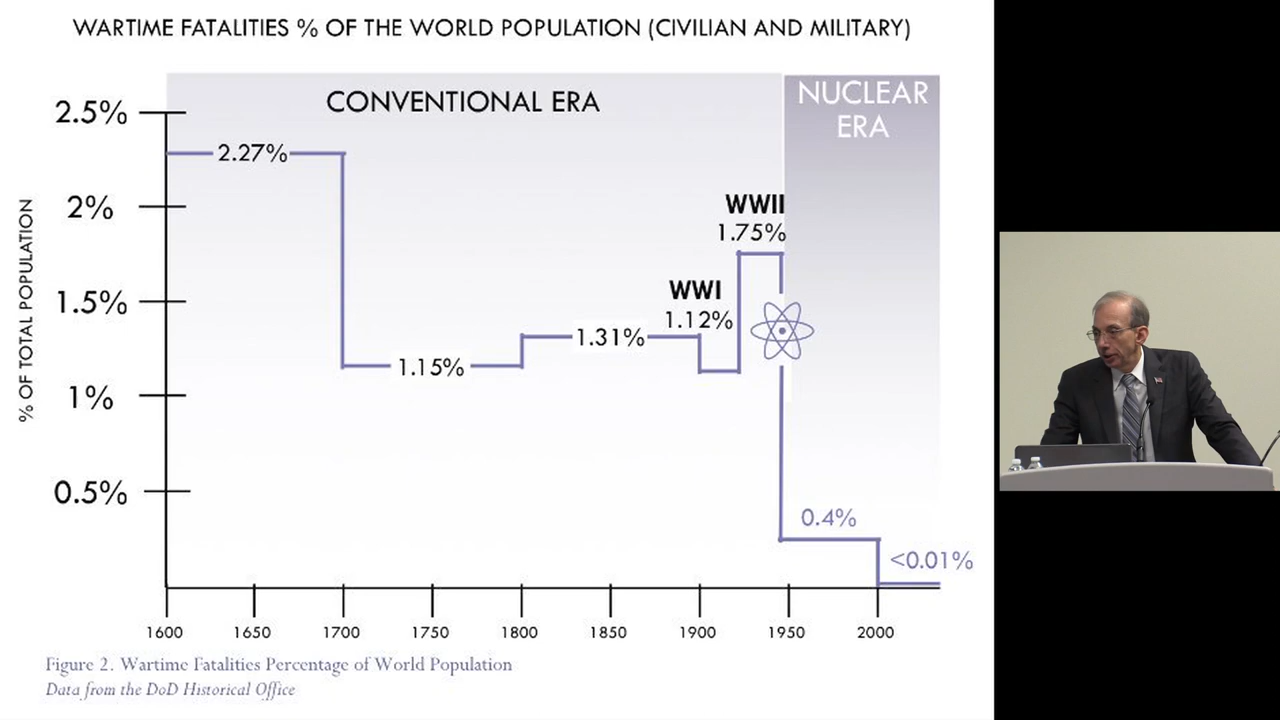 WARTIME FATALITIES % OF THE WORLD POPULATION (CIVILIAN AND MILITARY)
CONVENTIONAL ERA
NUCLEAR
ERA
% OF TOTAL POPULATION
2.5%
2%
1.5%
1%
0.5%
2.27%
1.15%
1.31%
WWI
1.12%
WWII
1.75%
0.4%
<0.01%
1600
1650
1700
1750
1800
1850
1900
1950
2000
Figure 2. Wartime Fatalities Percentage of World Population
Data from the DoD Historical Office